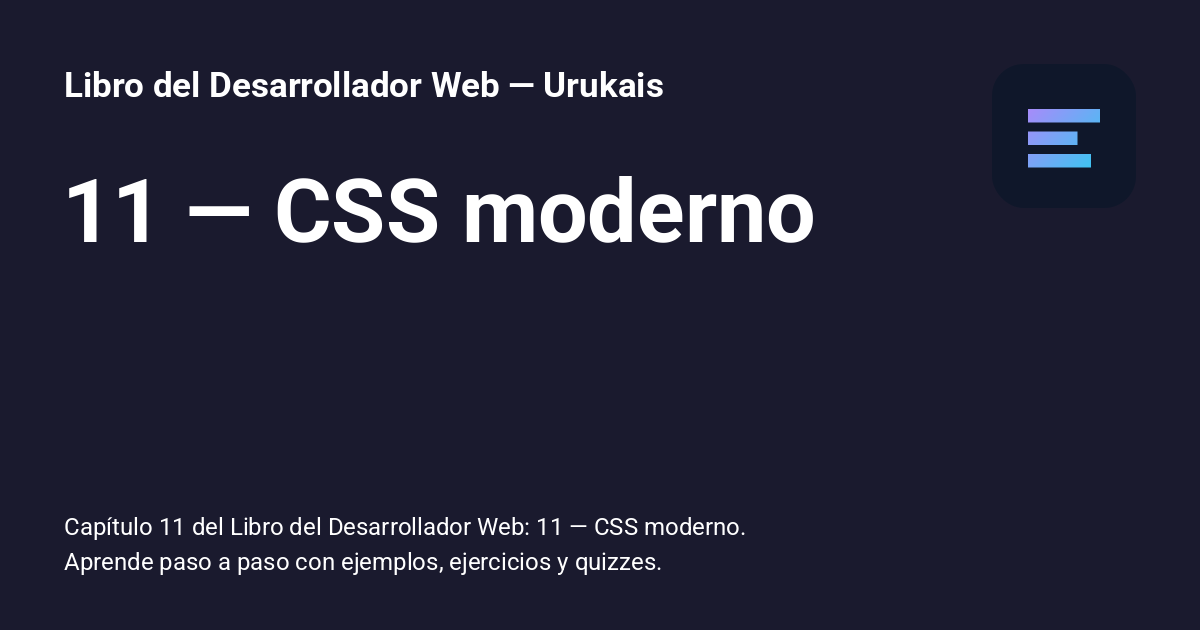 Libro del Desarrollador Web — Urukais
11 — CSS moderno
Capítulo 11 del Libro del Desarrollador Web: 11 — CSS moderno.
Aprende paso a paso con ejemplos, ejercicios y quizzes.